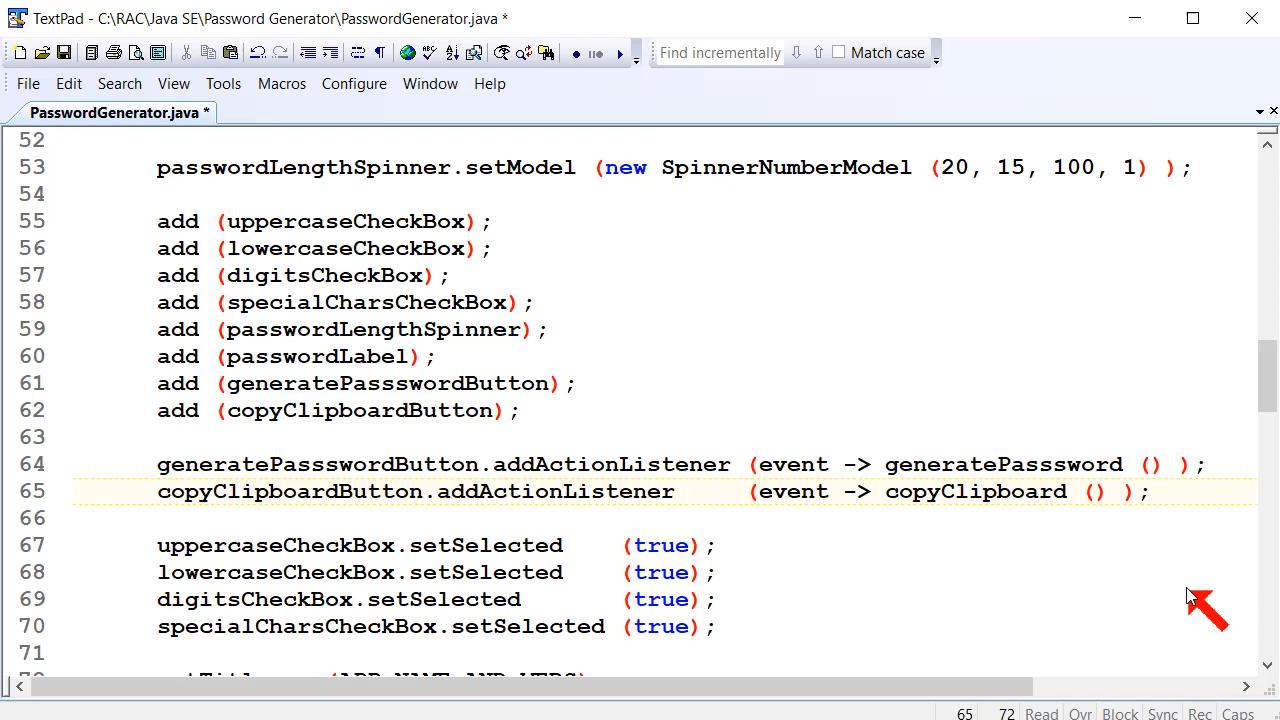 TextPad - C:\RAC\Java SE\Password Generator\PasswordGenerator.java *
Find incrementally Match case
File Edit Search View Tools Macros Configure Window Help
PasswordGenerator.java *
52
53 passwordLengthSpinner.setModel (new SpinnerNumberModel (20, 15, 100, 1) );
54
55 add (uppercaseCheckBox);
56 add (lowercaseCheckBox);
57 add (digitsCheckBox);
58 add (specialCharsCheckBox);
59 add (passwordLengthSpinner);
60 add (passwordLabel);
61 add (generatePassswordButton);
62 add (copyClipboardButton);
63
64 generatePassswordButton.addActionListener (event -> generatePasssword () );
65 copyClipboardButton.addActionListener (event -> copyClipboard () );
66
67 uppercaseCheckBox.setSelected (true);
68 lowercaseCheckBox.setSelected (true);
69 digitsCheckBox.setSelected (true);
70 specialCharsCheckBox.setSelected (true);
71
65 72 Read Ovr Block Sync Rec Caps